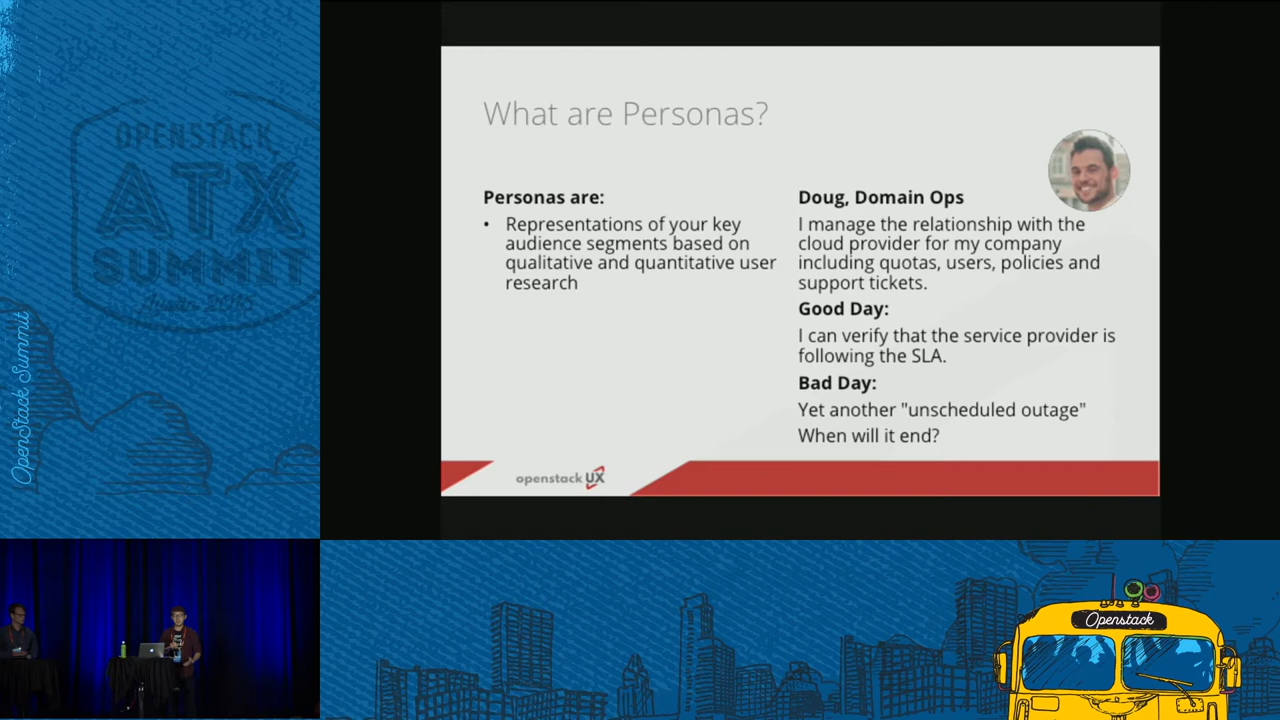 OPENSTACK
ATX
SUMMIT
OpenStack Summit
What are Personas?
Personas are:
• Representations of your key
audience segments based on
qualitative and quantitative user
research
Doug, Domain Ops
I manage the relationship with the
cloud provider for my company
including quotas, users, policies and
support tickets.
Good Day:
I can verify that the service provider is
following the SLA.
Bad Day:
Yet another "unscheduled outage"
When will it end?
openstack UX
Openstack